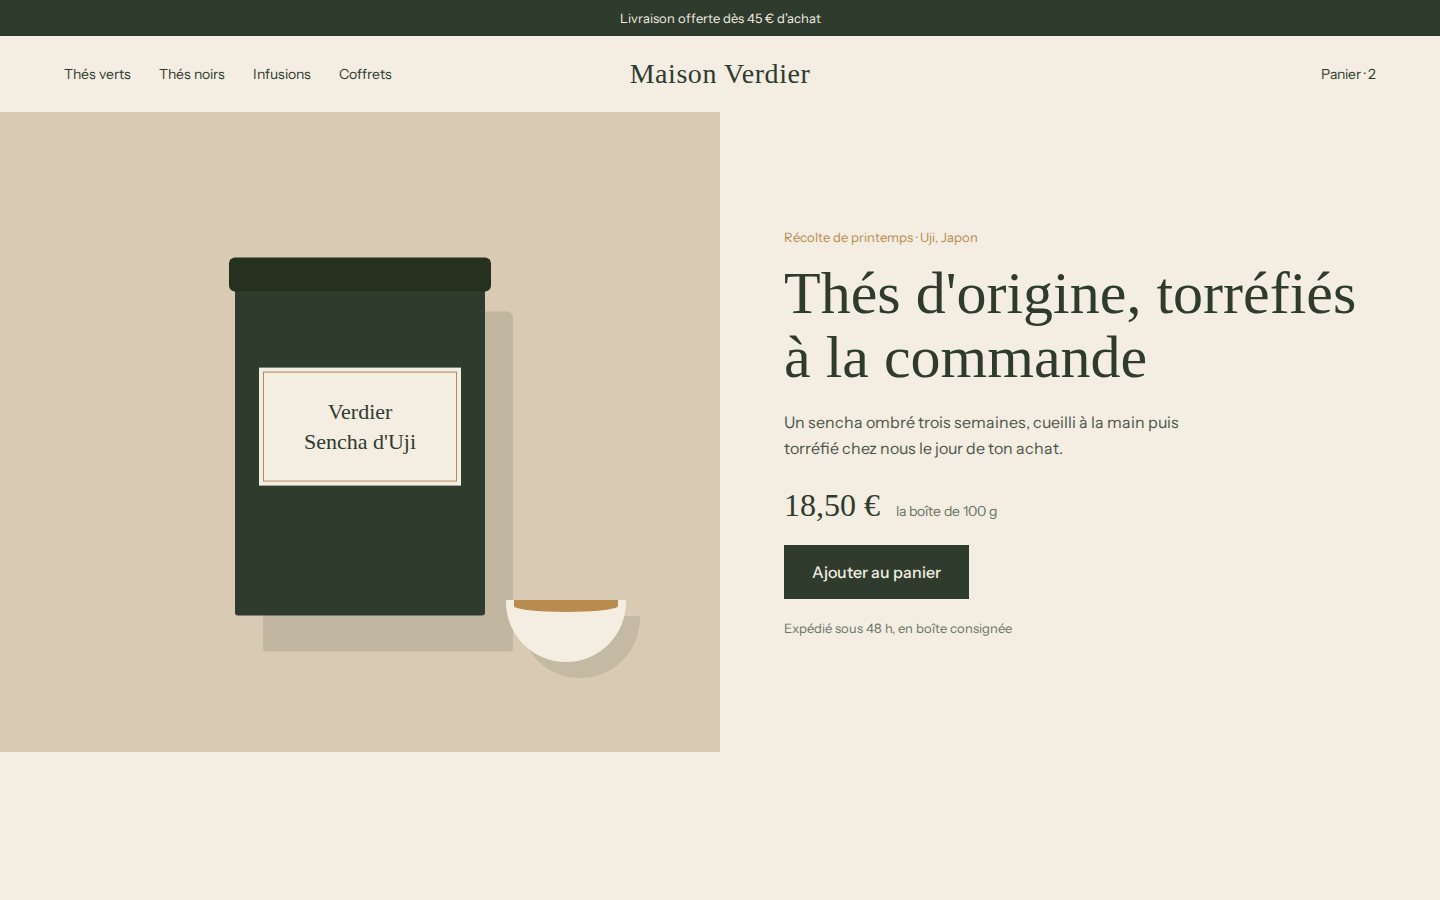 Livraison offerte dès 45 € d'achat
Thés verts
Thés noirs
Infusions
Coffrets
Maison Verdier
Panier · 2
Verdier
Sencha d'Uji
Récolte de printemps · Uji, Japon
Thés d'origine, torréfiés
à la commande
Un sencha ombré trois semaines, cueilli à la main puis
torréfié chez nous le jour de ton achat.
18,50 € la boîte de 100 g
Ajouter au panier
Expédié sous 48 h, en boîte consignée